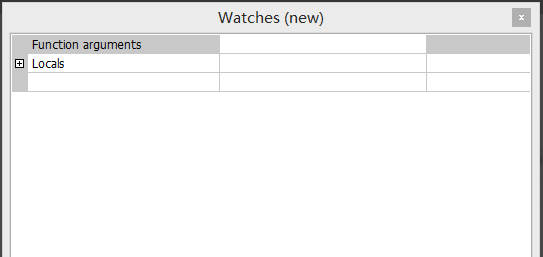 Watches (new)
Function arguments
Locals